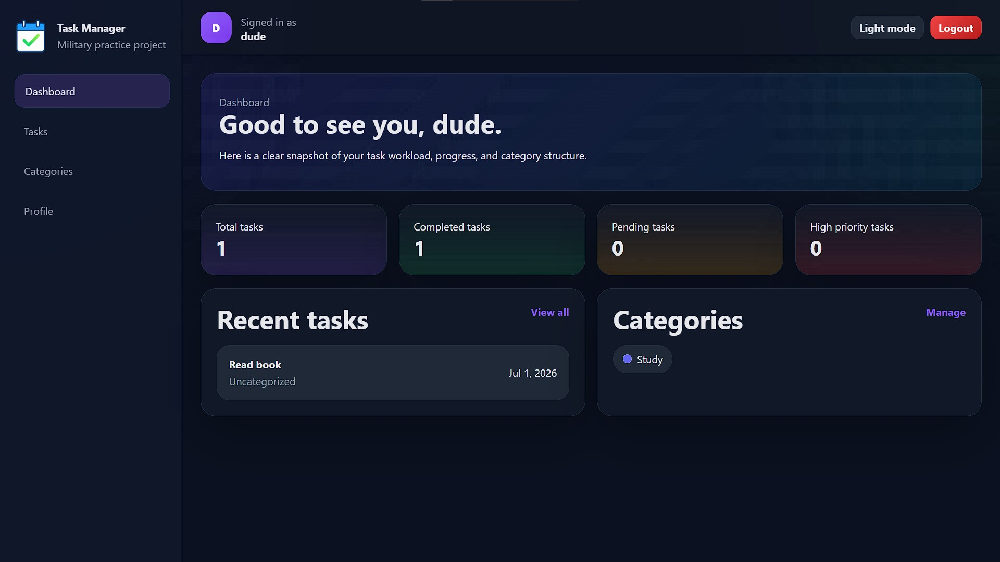 Task Manager
Military practice project
Dashboard
Tasks
Categories
Profile
D
Signed in as
dude
Light mode
Logout
Dashboard
Good to see you, dude.
Here is a clear snapshot of your task workload, progress, and category structure.
Total tasks
1
Completed tasks
1
Pending tasks
0
High priority tasks
0
Recent tasks
View all
Read book
Uncategorized
Jul 1, 2026
Categories
Manage
Study